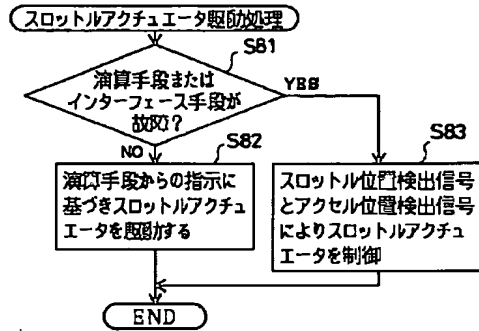 スロットルアクチュエータ駆動処理
S81
演算手段または
インターフェース手段が
故障?
YES
NO
S82
演算手段からの指示に
基づきスロットルアクチュ
エータを駆動する
S83
スロットル位置検出信号
とアクセル位置検出信号
によりスロットルアクチュ
エータを制御
END